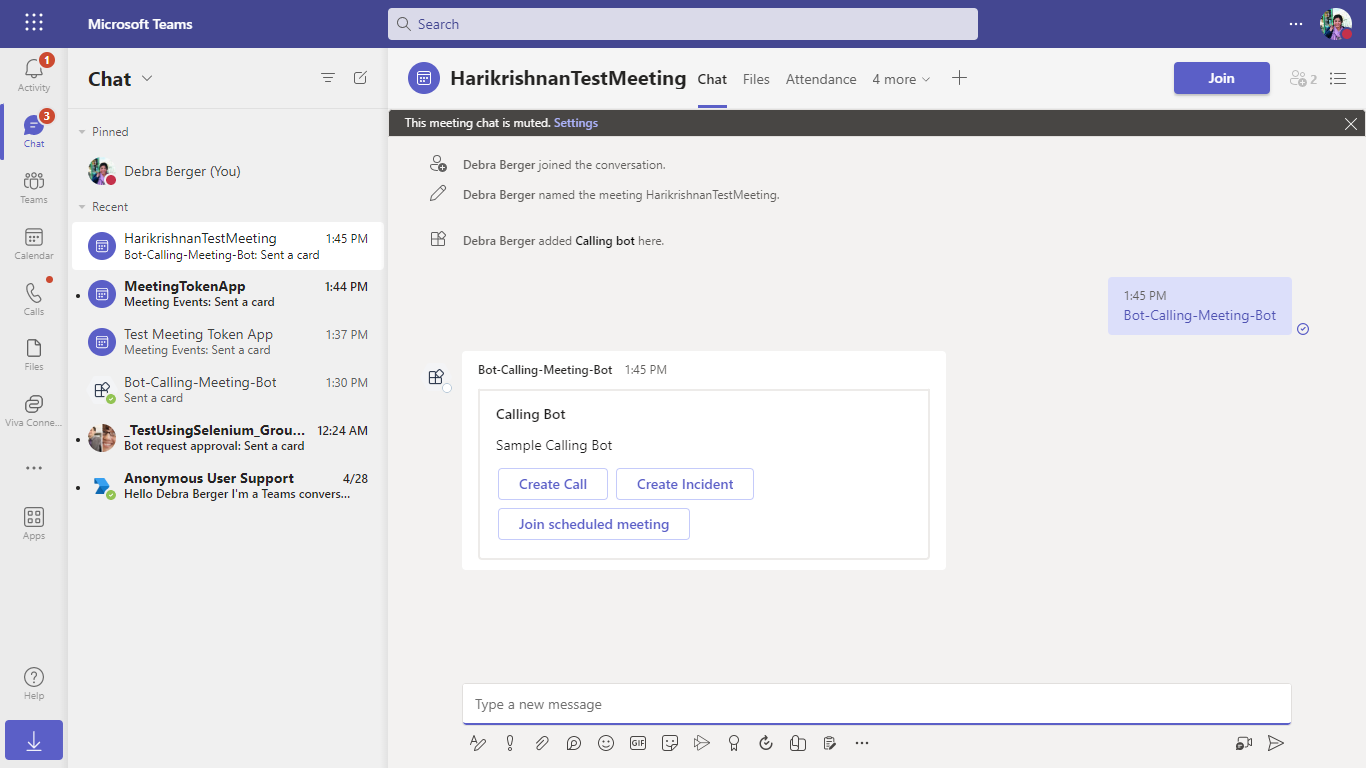 Microsoft Teams
Search
1
Activity
3
Chat
Teams
Calendar
Calls
Files
Viva Conne...
Apps
Help
Chat
Pinned
Debra Berger (You)
Recent
HarikrishnanTestMeeting 1:45 PM
Bot-Calling-Meeting-Bot: Sent a card
MeetingTokenApp 1:44 PM
Meeting Events: Sent a card
Test Meeting Token App 1:37 PM
Meeting Events: Sent a card
Bot-Calling-Meeting-Bot 1:30 PM
Sent a card
_TestUsingSelenium_Grou... 12:24 AM
Bot request approval: Sent a card
Anonymous User Support 4/28
Hello Debra Berger I'm a Teams convers...
HarikrishnanTestMeeting Chat Files Attendance 4 more Join 2
This meeting chat is muted. Settings
Debra Berger joined the conversation.
Debra Berger named the meeting HarikrishnanTestMeeting.
Debra Berger added Calling bot here.
1:45 PM
Bot-Calling-Meeting-Bot
Bot-Calling-Meeting-Bot 1:45 PM
Calling Bot
Sample Calling Bot
Create Call Create Incident
Join scheduled meeting
Type a new message
GIF